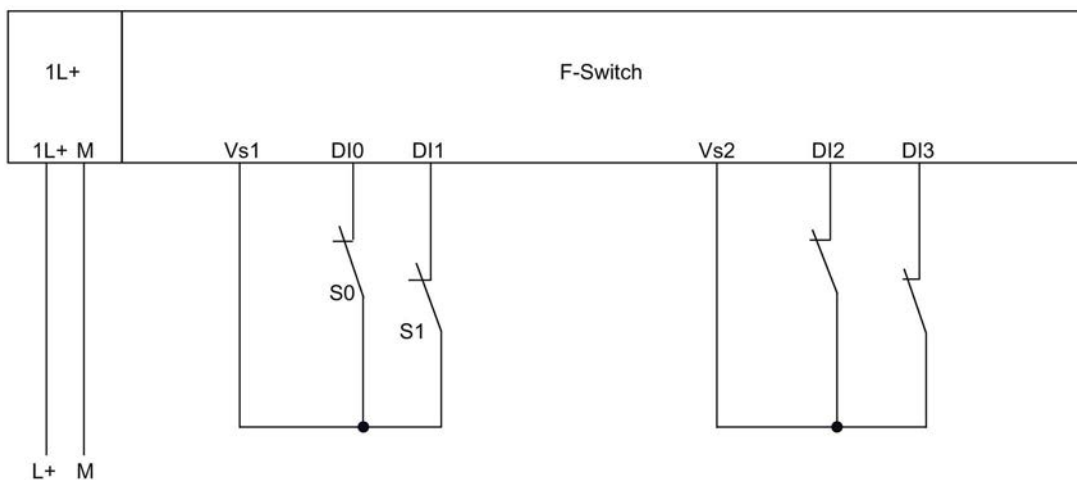 1L+
F-Switch
1L+ M Vs1 DI0 DI1 Vs2 DI2 DI3
S0
S1
L+ M